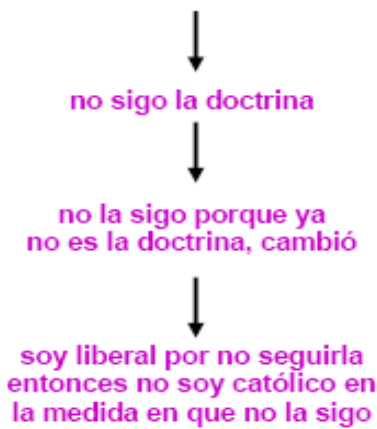 no sigo la doctrina
no la sigo porque ya
no es la doctrina, cambió
soy liberal por no seguirla
entonces no soy católico en
la medida en que no la sigo